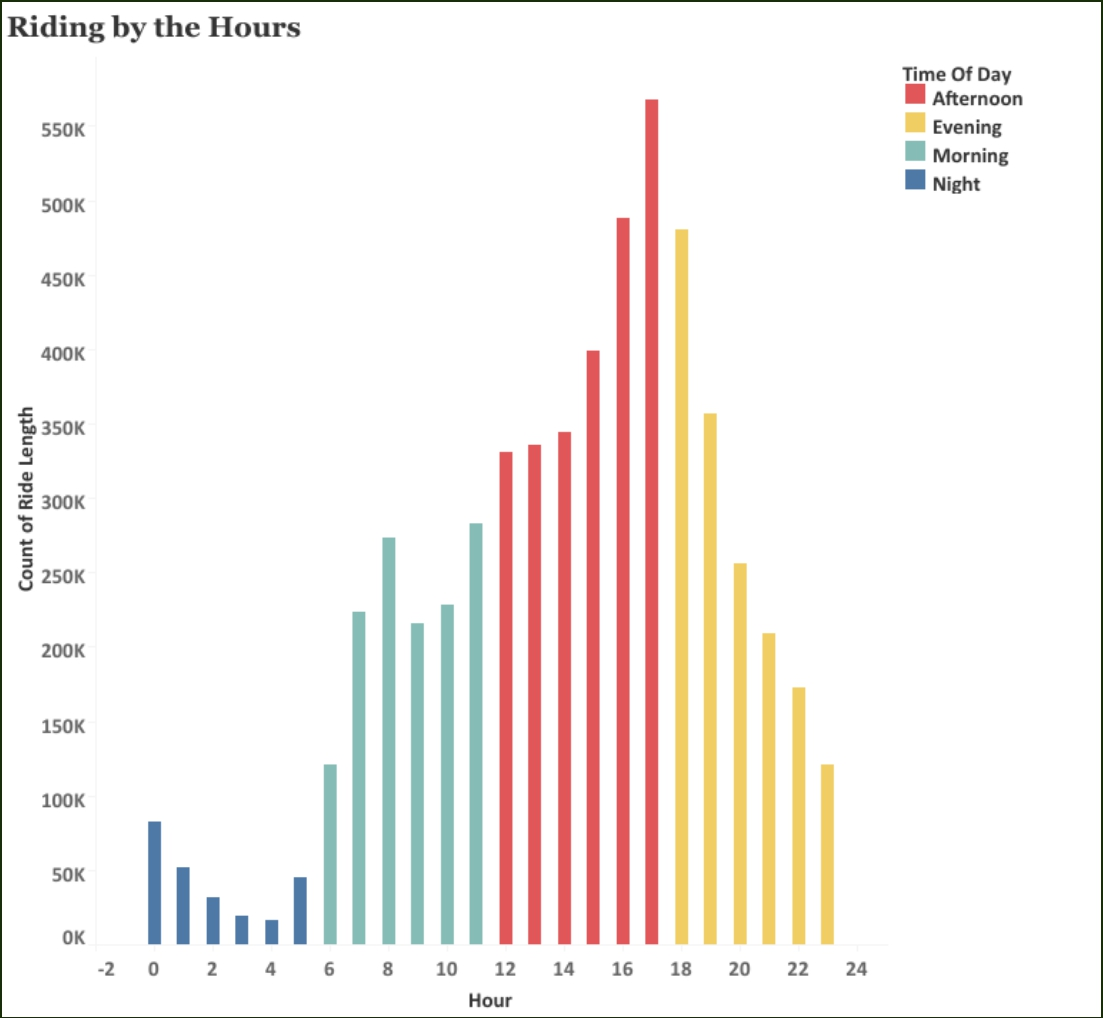 Riding by the Hours
Time Of Day
Afternoon
Evening
Morning
Night
Count of Ride Length
550K
500K
450K
400K
350K
300K
250K
200K
150K
100K
50K
0K
-2 0 2 4 6 8 10 12 14 16 18 20 22 24
Hour